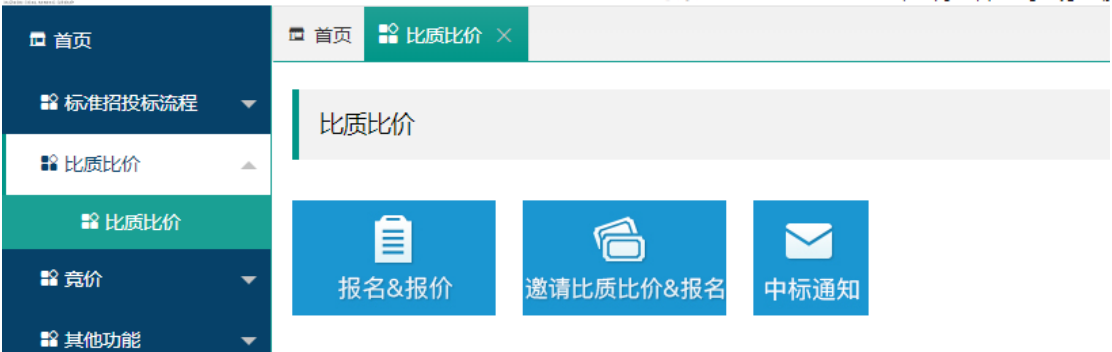 首页
标准招投标流程
比质比价
比质比价
竞价
其他功能
首页 比质比价
比质比价
报名&报价
邀请比质比价&报名
中标通知